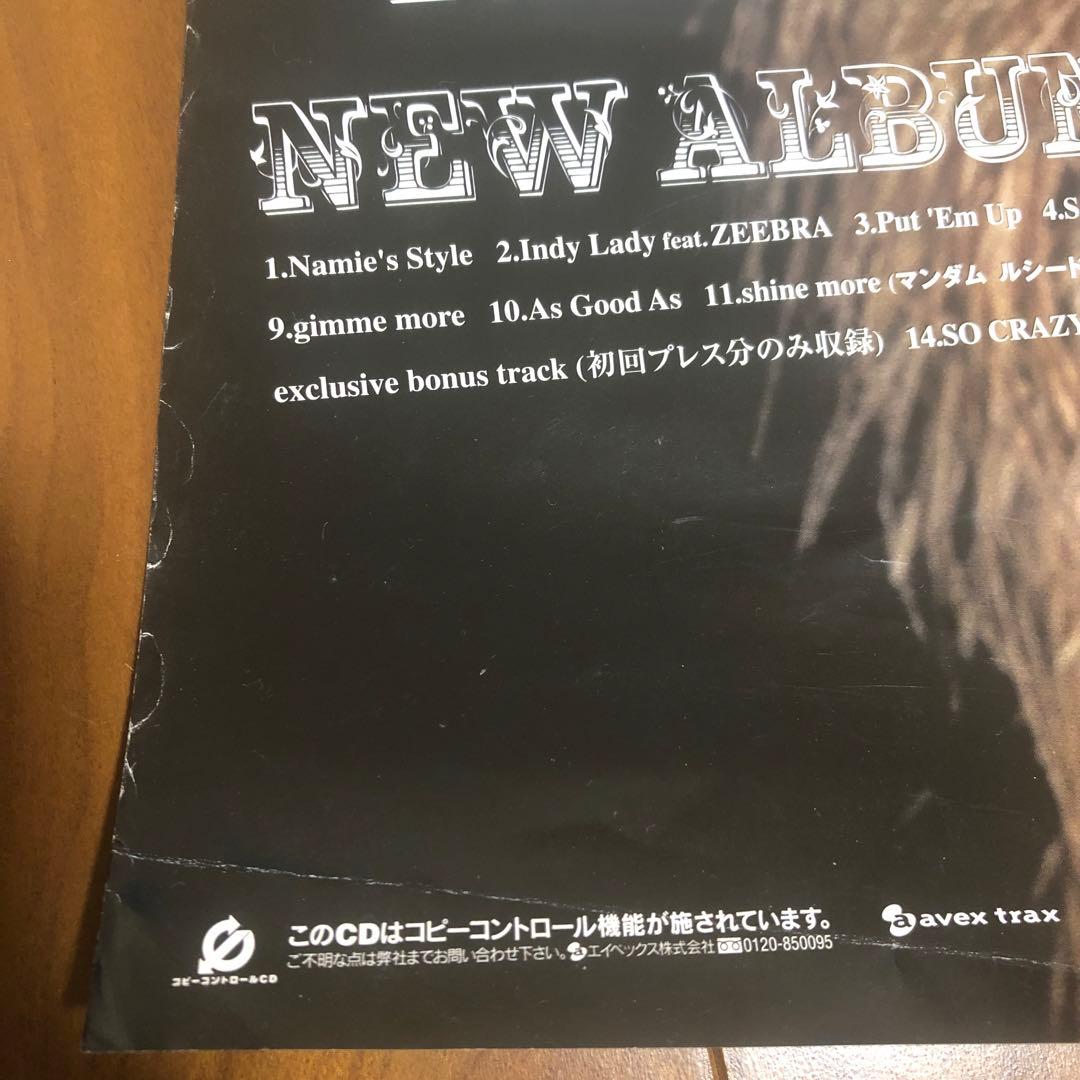 NEW ALBUM
1.Namie's Style 2.Indy Lady feat.ZEEBRA 3.Put 'Em Up 4.S
9.gimme more 10.As Good As 11.shine more (マンダム ルシード
exclusive bonus track (初回プレス分のみ収録) 14.SO CRAZY
このCDはコピーコントロール機能が施されています。
ご不明な点は弊社までお問い合わせ下さい。エイベックス株式会社 0120-850095
コピーコントロールCD
avex trax